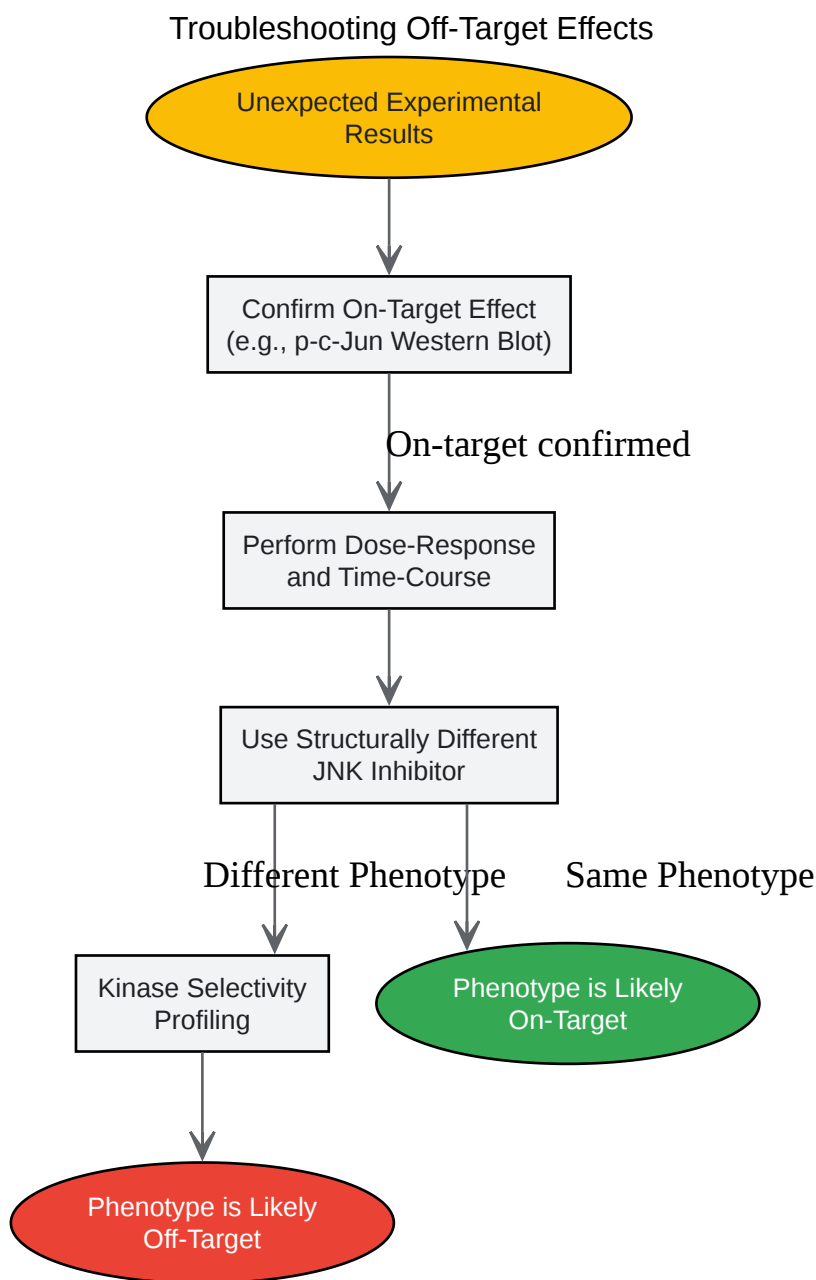 Troubleshooting Off-Target Effects
Unexpected Experimental
Results
Confirm On-Target Effect
(e.g., p-c-Jun Western Blot)
On-target confirmed
Perform Dose-Response
and Time-Course
Use Structurally Different
JNK Inhibitor
Different Phenotype
Same Phenotype
Kinase Selectivity
Profiling
Phenotype is Likely
On-Target
Phenotype is Likely
Off-Target